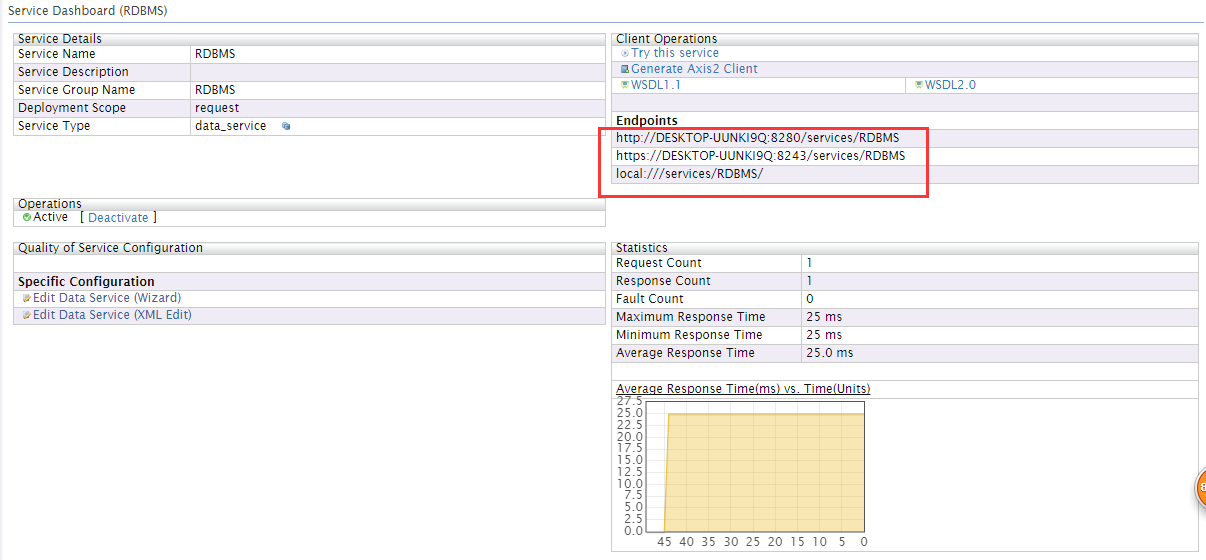 Service Dashboard (RDBMS)
Service Details
Service Name RDBMS
Service Description
Service Group Name RDBMS
Deployment Scope request
Service Type data_service
Client Operations
Try this service
Generate Axis2 Client
WSDL1.1 WSDL2.0
Endpoints
http://DESKTOP-UUNKI9Q:8280/services/RDBMS
https://DESKTOP-UUNKI9Q:8243/services/RDBMS
local:///services/RDBMS/
Operations
Active [ Deactivate ]
Quality of Service Configuration
Specific Configuration
Edit Data Service (Wizard)
Edit Data Service (XML Edit)
Statistics
Request Count 1
Response Count 1
Fault Count 0
Maximum Response Time 25 ms
Minimum Response Time 25 ms
Average Response Time 25.0 ms
Average Response Time(ms) vs. Time(Units)
27.5
25.0
22.5
20.0
17.5
15.0
12.5
10.0
7.5
5.0
2.5
0.0
45 40 35 30 25 20 15 10 5 0